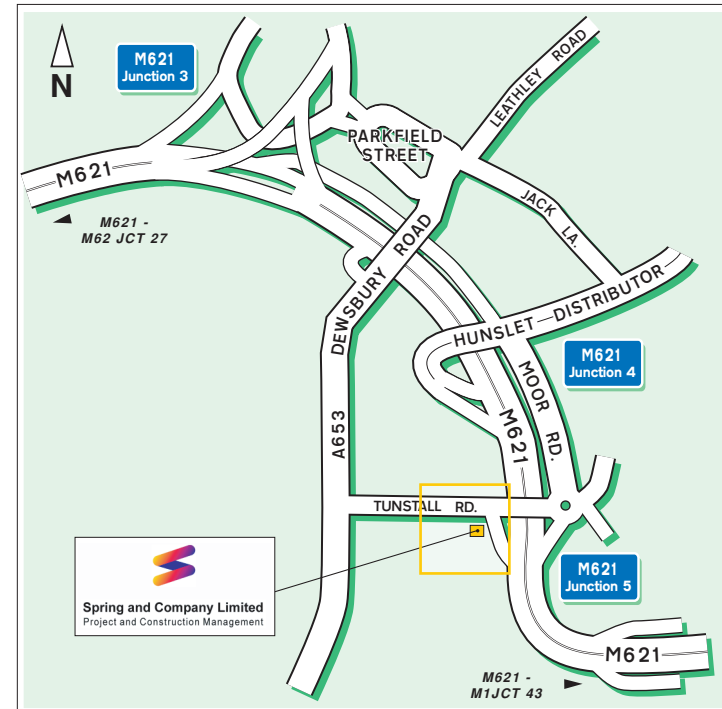 M621
Junction 3
N
LEATHLEY ROAD
PARKFIELD
STREET
M621
JACK LA.
M621 -
M62 JCT 27
DEWSBURY ROAD
HUNSLET DISTRIBUTOR
M621
Junction 4
MOOR RD.
M621
A653
TUNSTALL RD.
Spring and Company Limited
Project and Construction Management
M621
Junction 5
M621
M621 -
M1JCT 43